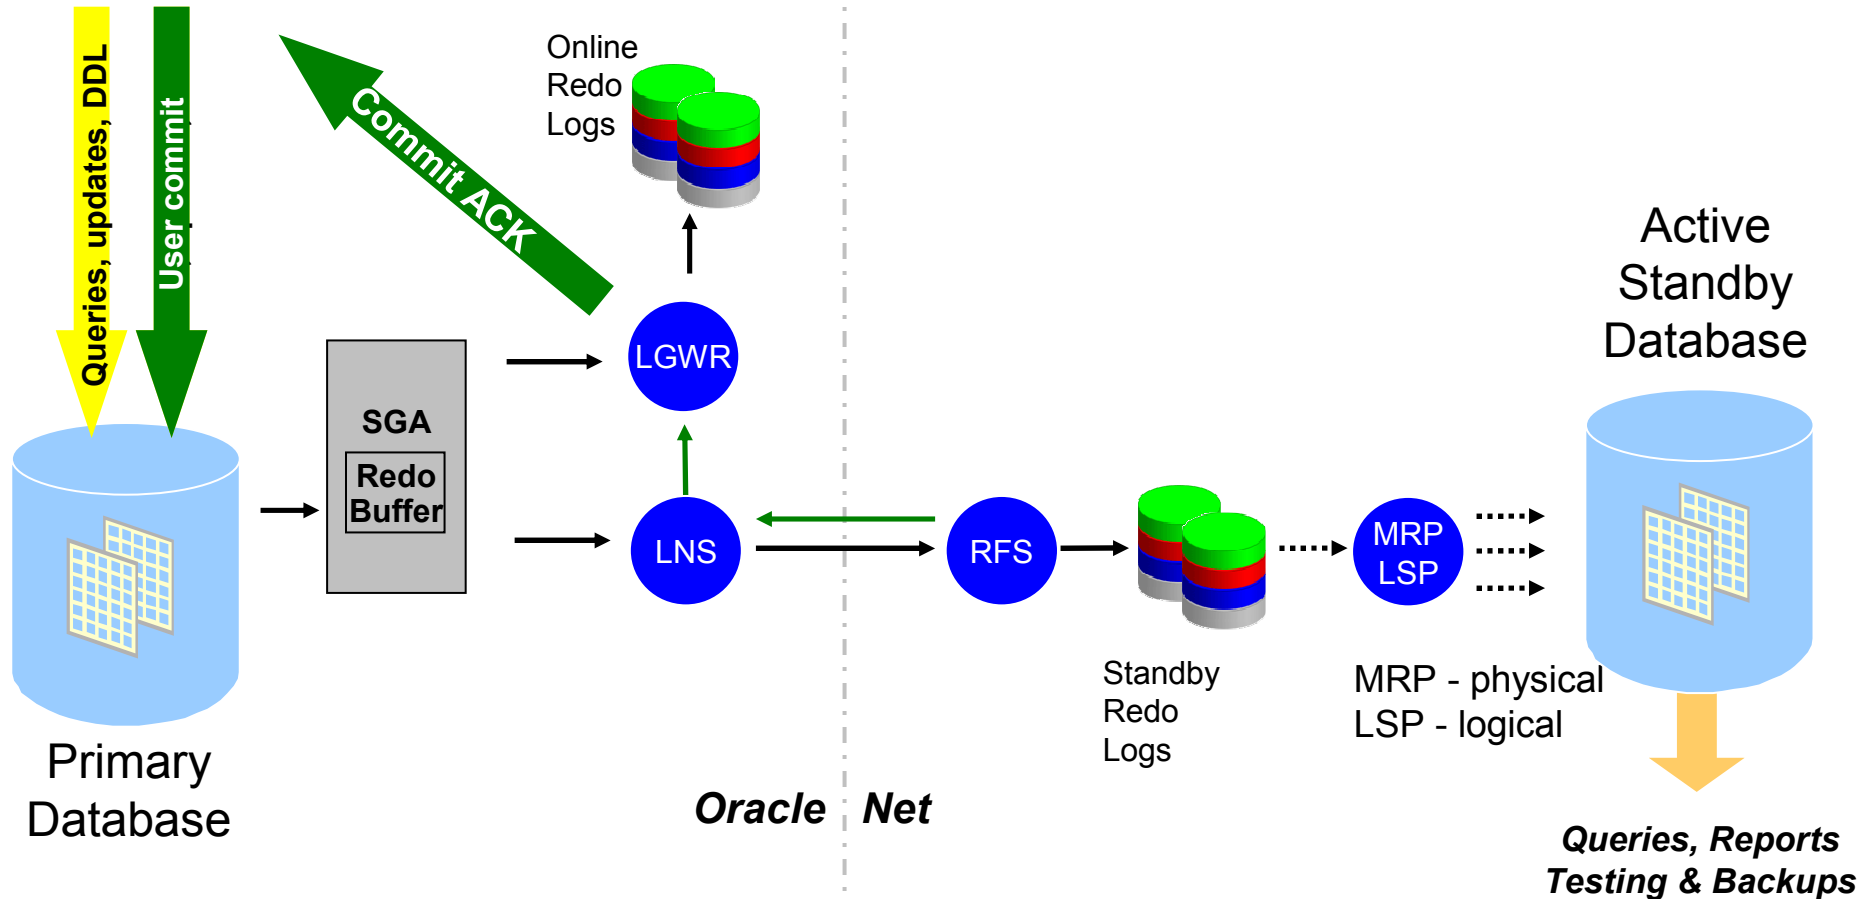 Queries, updates, DDL
User commit
Commit ACK
Online
Redo
Logs
LGWR
SGA
Redo
Buffer
LNS
RFS
MRP
LSP
Standby
Redo
Logs
MRP - physical
LSP - logical
Active
Standby
Database
Primary
Database
Oracle Net
Queries, Reports
Testing & Backups